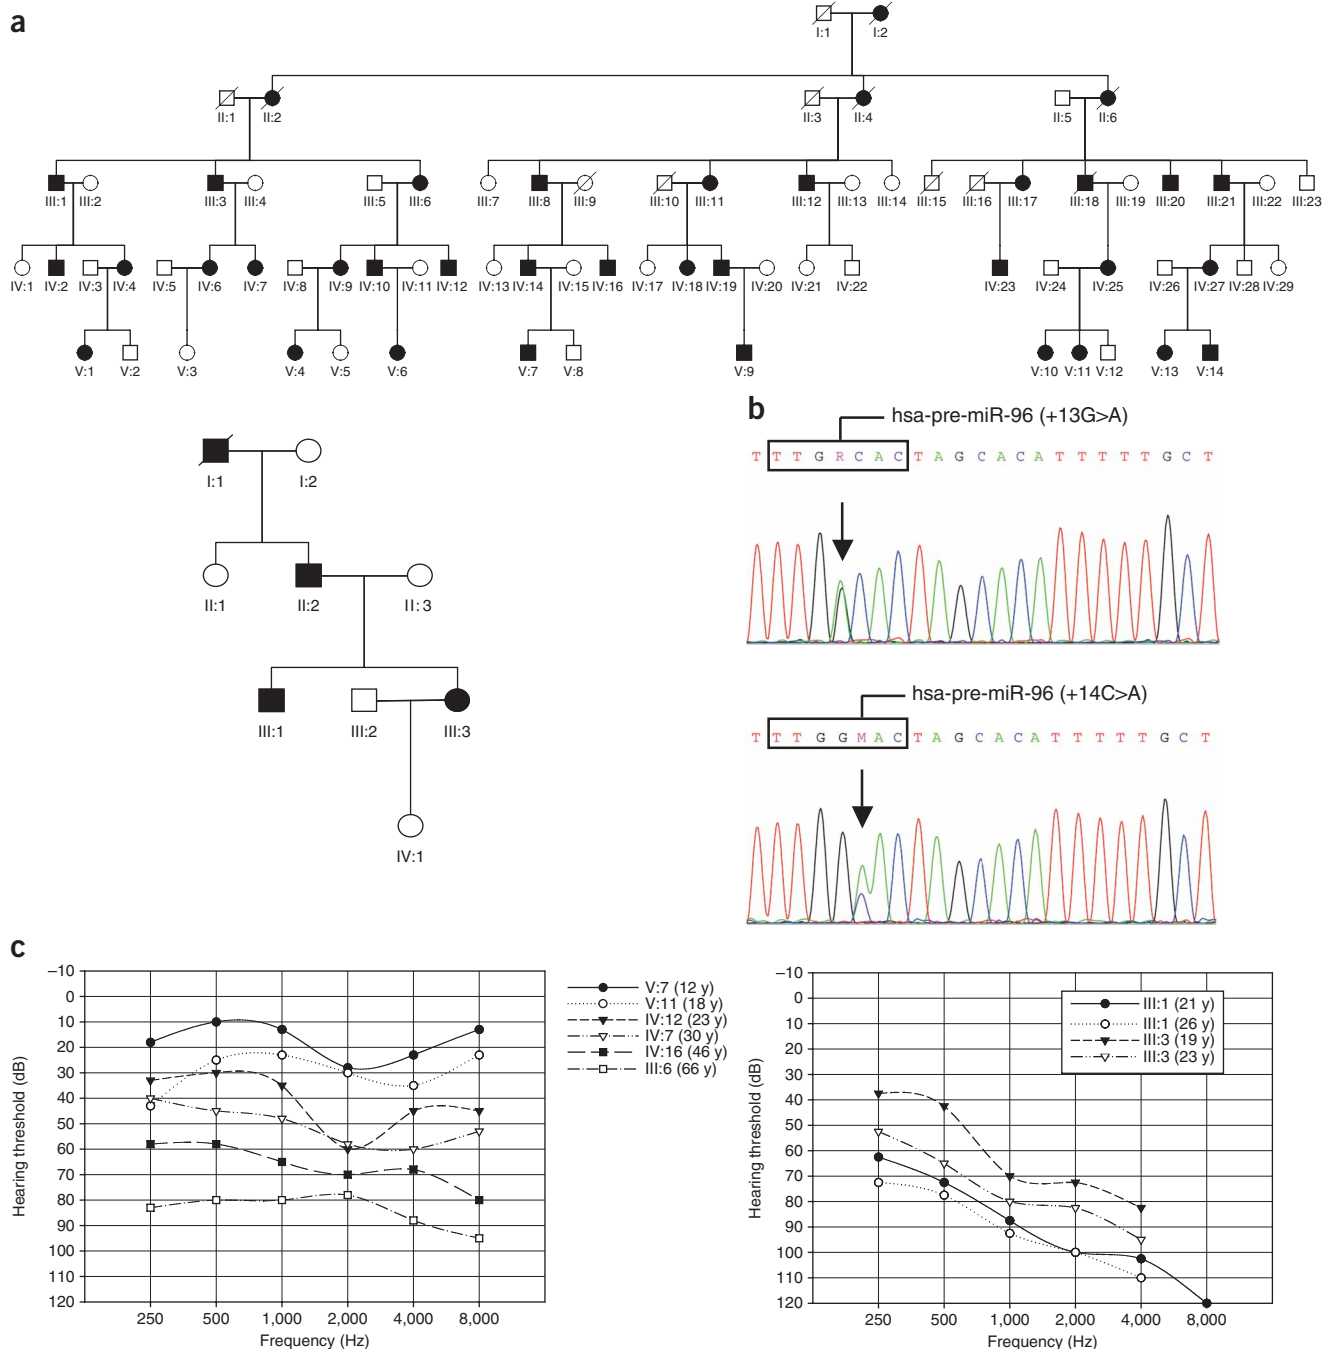 a
I:1 I:2
II:1 II:2 II:3 II:4 II:5 II:6
III:1 III:2 III:3 III:4 III:5 III:6 III:7 III:8 III:9 III:10 III:11 III:12 III:13 III:14 III:15 III:16 III:17 III:18 III:19 III:20 III:21 III:22 III:23
IV:1 IV:2 IV:3 IV:4 IV:5 IV:6 IV:7 IV:8 IV:9 IV:10 IV:11 IV:12 IV:13 IV:14 IV:15 IV:16 IV:17 IV:18 IV:19 IV:20 IV:21 IV:22 IV:23 IV:24 IV:25 IV:26 IV:27 IV:28 IV:29
V:1 V:2 V:3 V:4 V:5 V:6 V:7 V:8 V:9 V:10 V:11 V:12 V:13 V:14
I:1 I:2
II:1 II:2 II:3
III:1 III:2 III:3
IV:1
b
hsa-pre-miR-96 (+13G>A)
T T T G R C A C T A G C A C A T T T T T G C T
hsa-pre-miR-96 (+14C>A)
T T T G G M A C T A G C A C A T T T T T G C T
c
Hearing threshold (dB)
–10
0
10
20
30
40
50
60
70
80
90
100
110
120
250 500 1,000 2,000 4,000 8,000
Frequency (Hz)
V:7 (12 y)
V:11 (18 y)
IV:12 (23 y)
IV:7 (30 y)
IV:16 (46 y)
III:6 (66 y)
Hearing threshold (dB)
–10
0
10
20
30
40
50
60
70
80
90
100
110
120
250 500 1,000 2,000 4,000 8,000
Frequency (Hz)
III:1 (21 y)
III:1 (26 y)
III:3 (19 y)
III:3 (23 y)